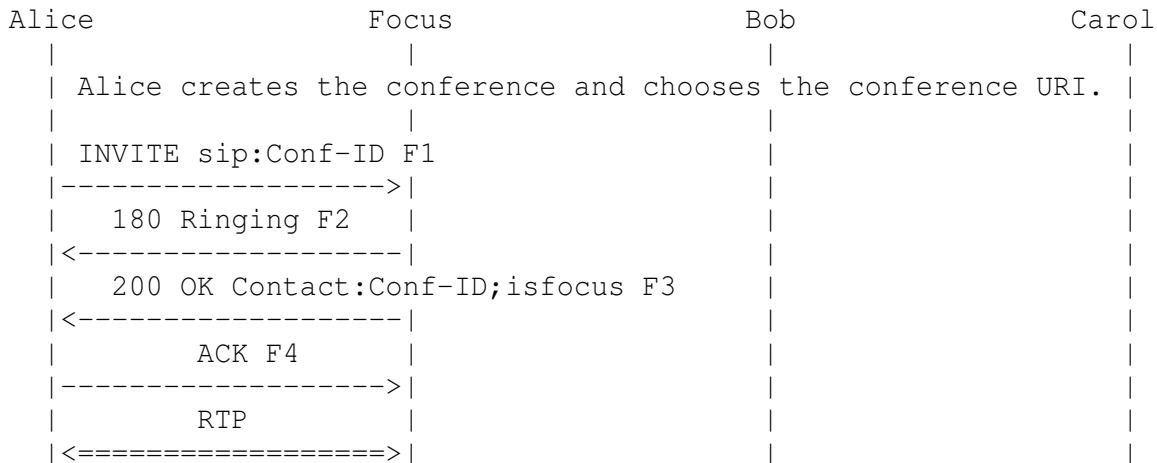 Alice                Focus               Bob              Carol
  |                    |                    |                    |
  | Alice creates the conference and chooses the conference URI. |
  |                    |                    |                    |
  | INVITE sip:Conf-ID F1                   |                    |
  |------------------->|                    |                    |
  |   180 Ringing F2   |                    |                    |
  |<-------------------|                    |                    |
  |   200 OK Contact:Conf-ID;isfocus F3     |                    |
  |<-------------------|                    |                    |
  |        ACK F4      |                    |                    |
  |------------------->|                    |                    |
  |        RTP         |                    |                    |
  |<==================>|                    |                    |